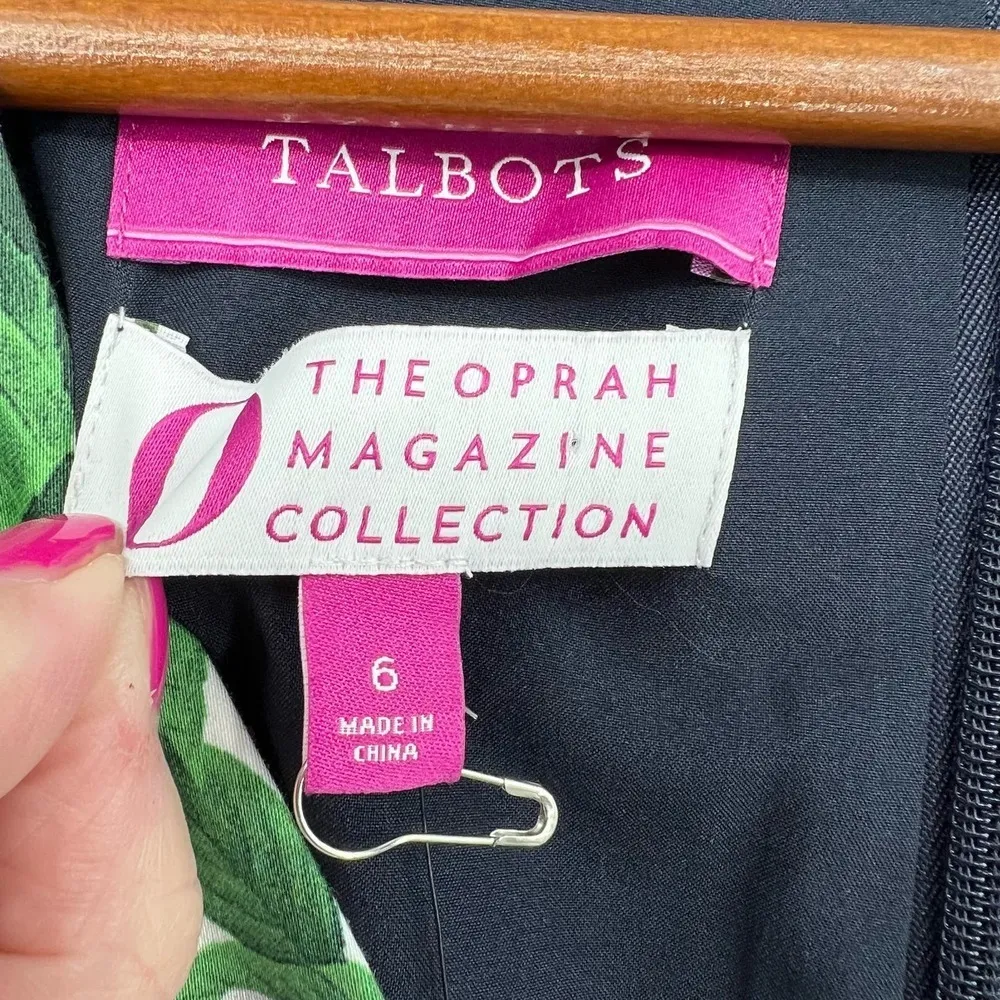 TALBOTS
THE OPRAH
MAGAZINE
COLLECTION
6
MADE IN
CHINA